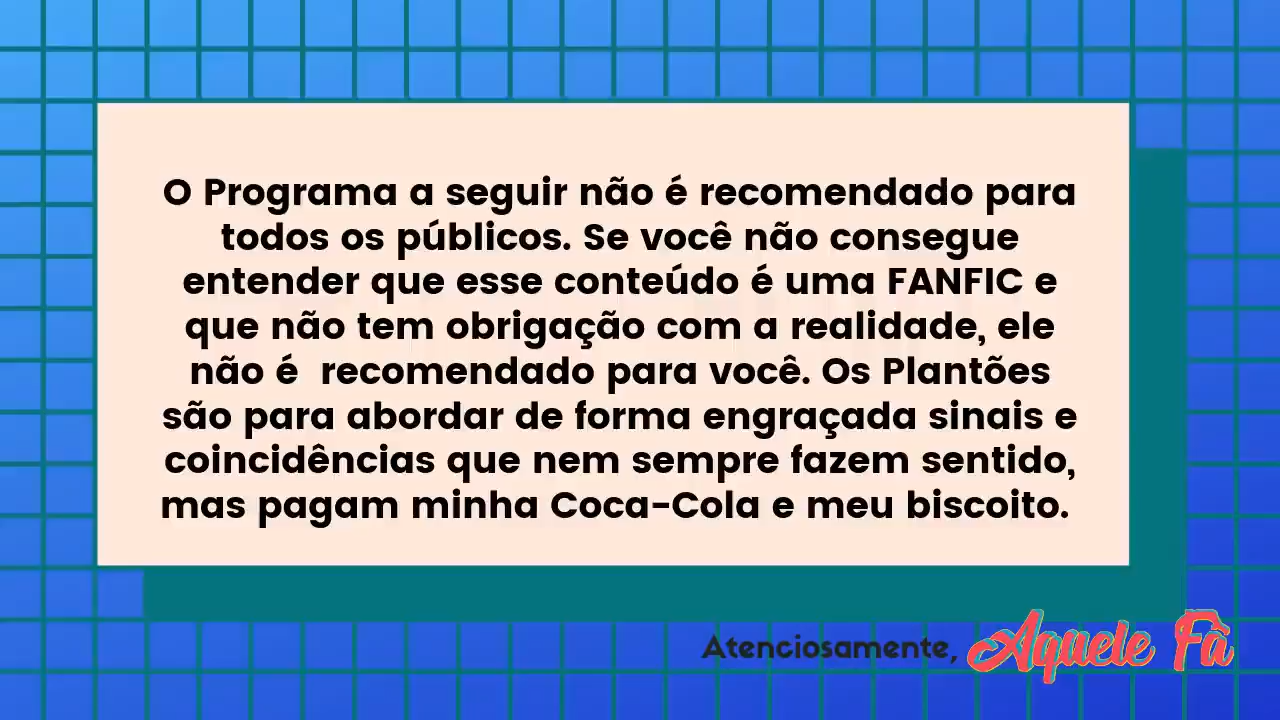 O Programa a seguir não é recomendado para
todos os públicos. Se você não consegue
entender que esse conteúdo é uma FANFIC e
que não tem obrigação com a realidade, ele
não é  recomendado para você. Os Plantões
são para abordar de forma engraçada sinais e
coincidências que nem sempre fazem sentido,
mas pagam minha Coca-Cola e meu biscoito.
Atenciosamente, Aquele Fã